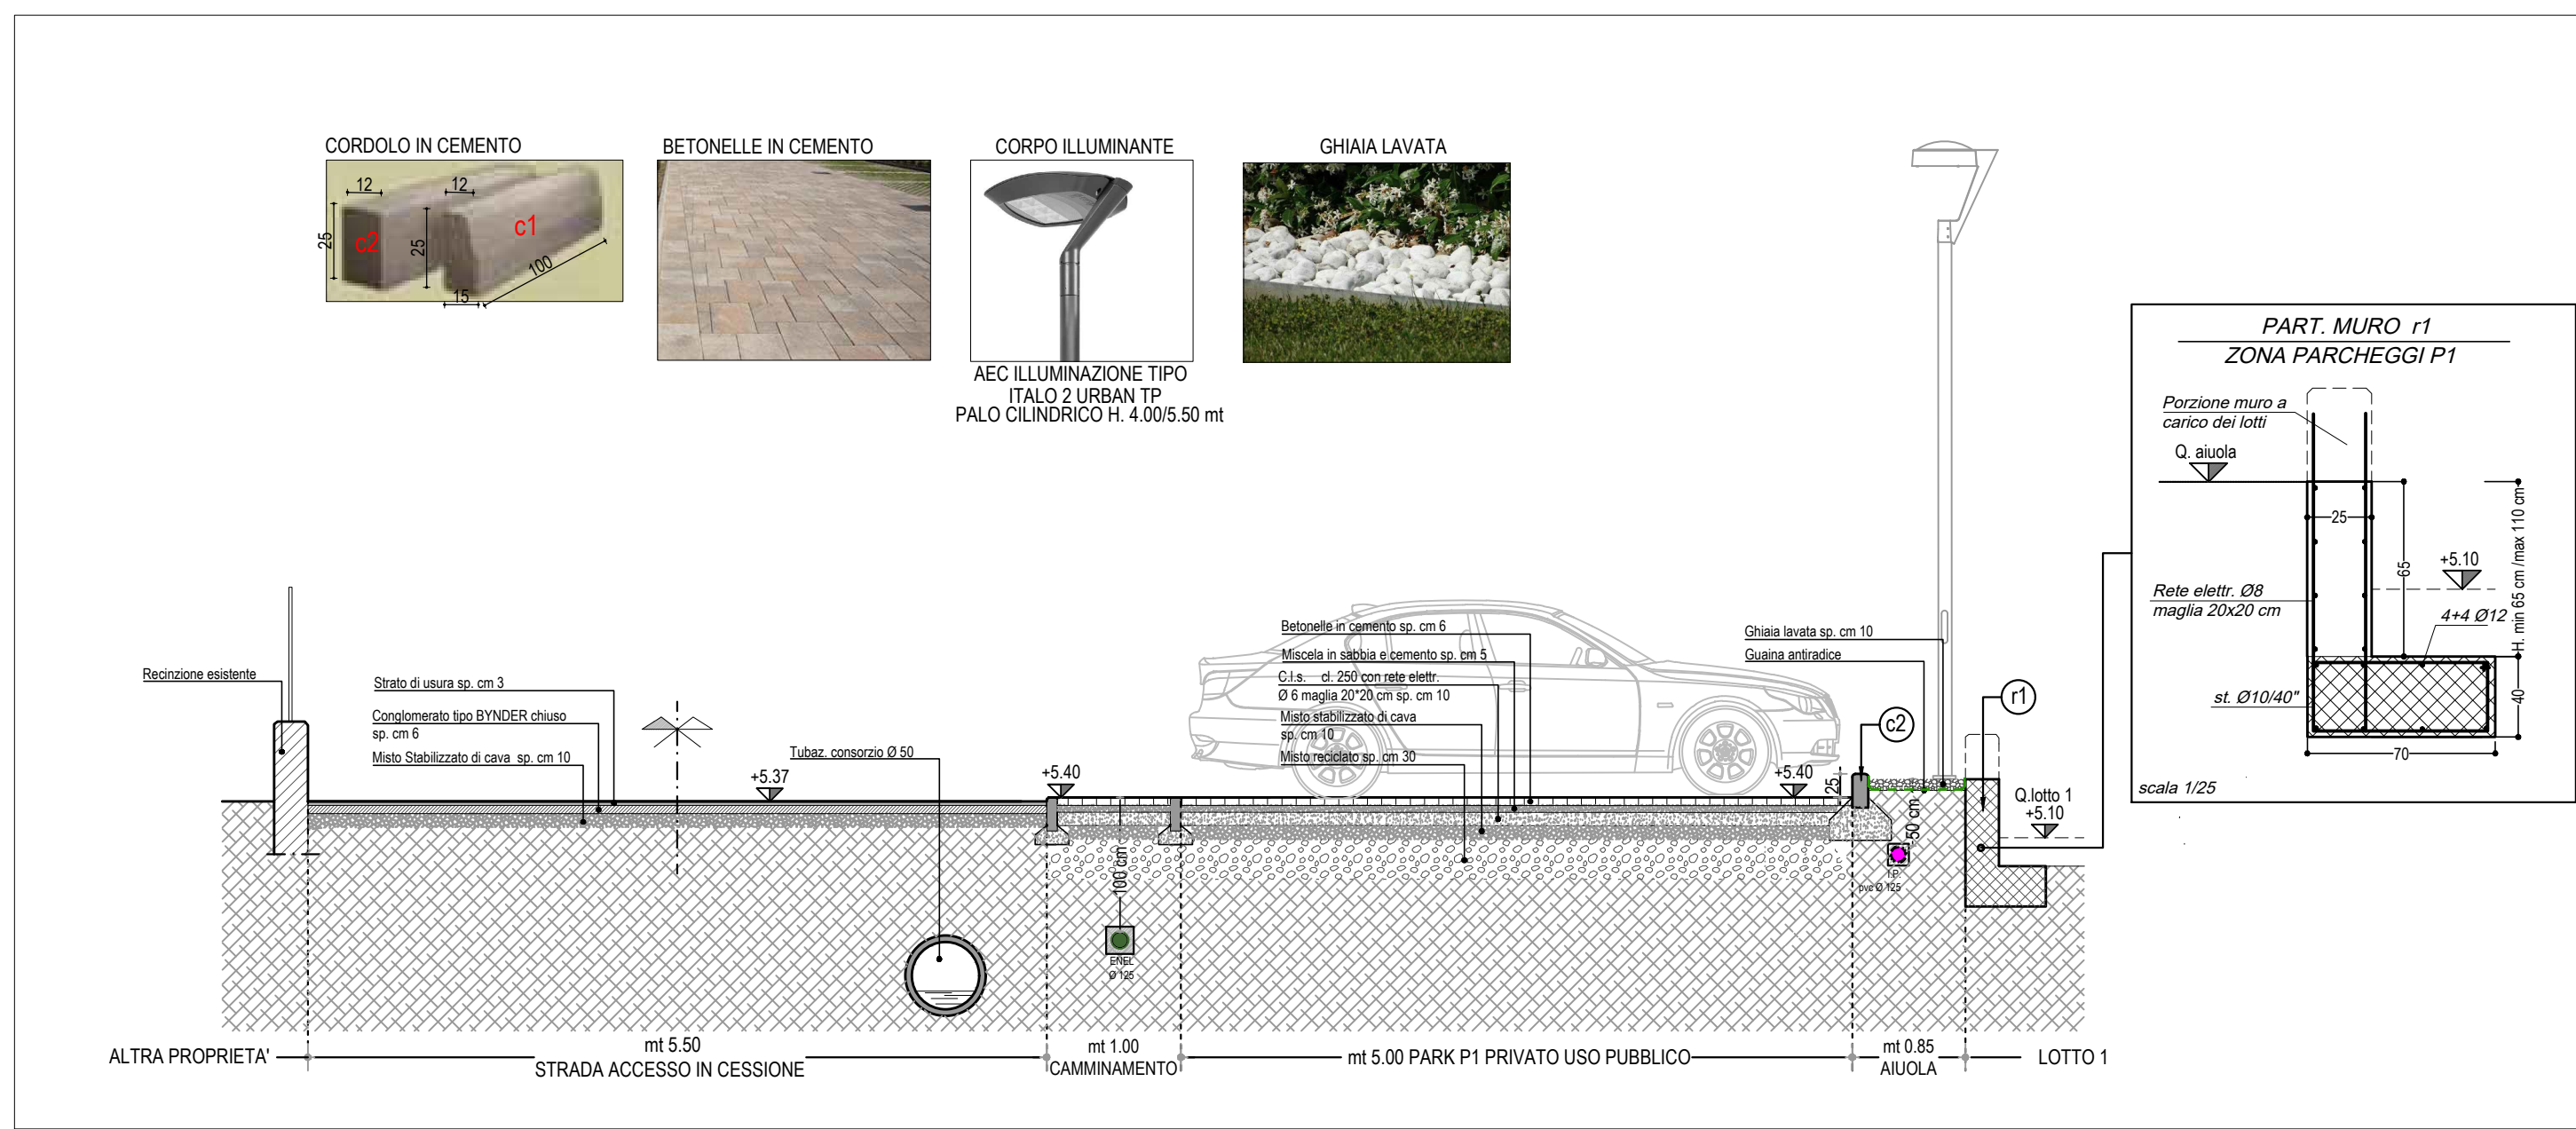 CORDOLO IN CEMENTO
12
12
25
c2
25
c1
100
15
BETONELLE IN CEMENTO
CORPO ILLUMINANTE
AEC ILLUMINAZIONE TIPO
ITALO 2 URBAN TP
PALO CILINDRICO H. 4.00/5.50 mt
GHIAIA LAVATA
PART. MURO r1
ZONA PARCHEGGI P1
Porzione muro a
carico dei lotti
Q. aiuola
25
65
+5.10
H. min 65 cm /max 110 cm
Rete elettr. Ø8
maglia 20x20 cm
4+4 Ø12
st. Ø10/40"
40
70
scala 1/25
Recinzione esistente
Strato di usura sp. cm 3
Conglomerato tipo BYNDER chiuso
sp. cm 6
Misto Stabilizzato di cava sp. cm 10
+5.37
Tubaz. consorzio Ø 50
+5.40
100 cm
ENEL
Ø 125
Betonelle in cemento sp. cm 6
Miscela in sabbia e cemento sp. cm 5
C.l.s. cl. 250 con rete elettr.
Ø 6 maglia 20*20 cm sp. cm 10
Misto stabilizzato di cava
sp. cm 10
Misto reciclato sp. cm 30
+5.40
25
Ghiaia lavata sp. cm 10
Guaina antiradice
c2
r1
50 cm
I.P.
pvc Ø 125
Q.lotto 1
+5.10
ALTRA PROPRIETA'
mt 5.50
STRADA ACCESSO IN CESSIONE
mt 1.00
CAMMINAMENTO
mt 5.00 PARK P1 PRIVATO USO PUBBLICO
mt 0.85
AIUOLA
LOTTO 1